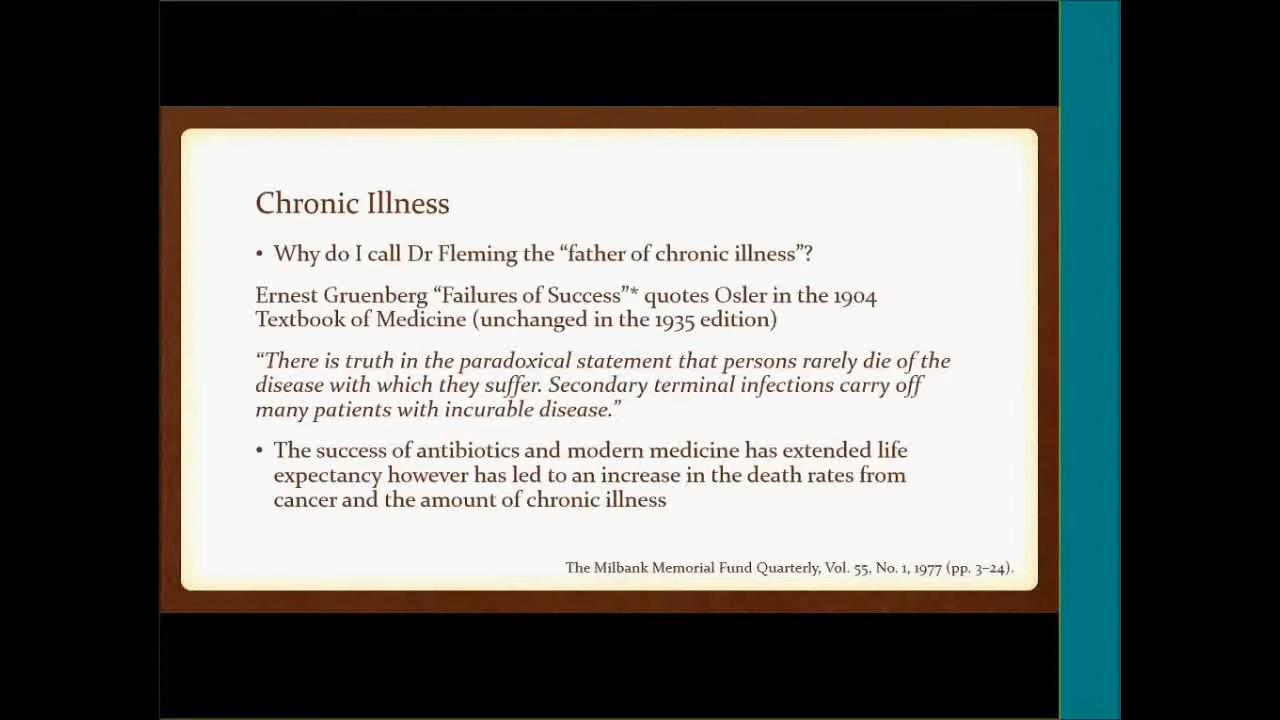 Chronic Illness
• Why do I call Dr Fleming the “father of chronic illness”?
Ernest Gruenberg “Failures of Success”* quotes Osler in the 1904
Textbook of Medicine (unchanged in the 1935 edition)
“There is truth in the paradoxical statement that persons rarely die of the
disease with which they suffer. Secondary terminal infections carry off
many patients with incurable disease.”
• The success of antibiotics and modern medicine has extended life
expectancy however has led to an increase in the death rates from
cancer and the amount of chronic illness
The Milbank Memorial Fund Quarterly, Vol. 55, No. 1, 1977 (pp. 3–24).